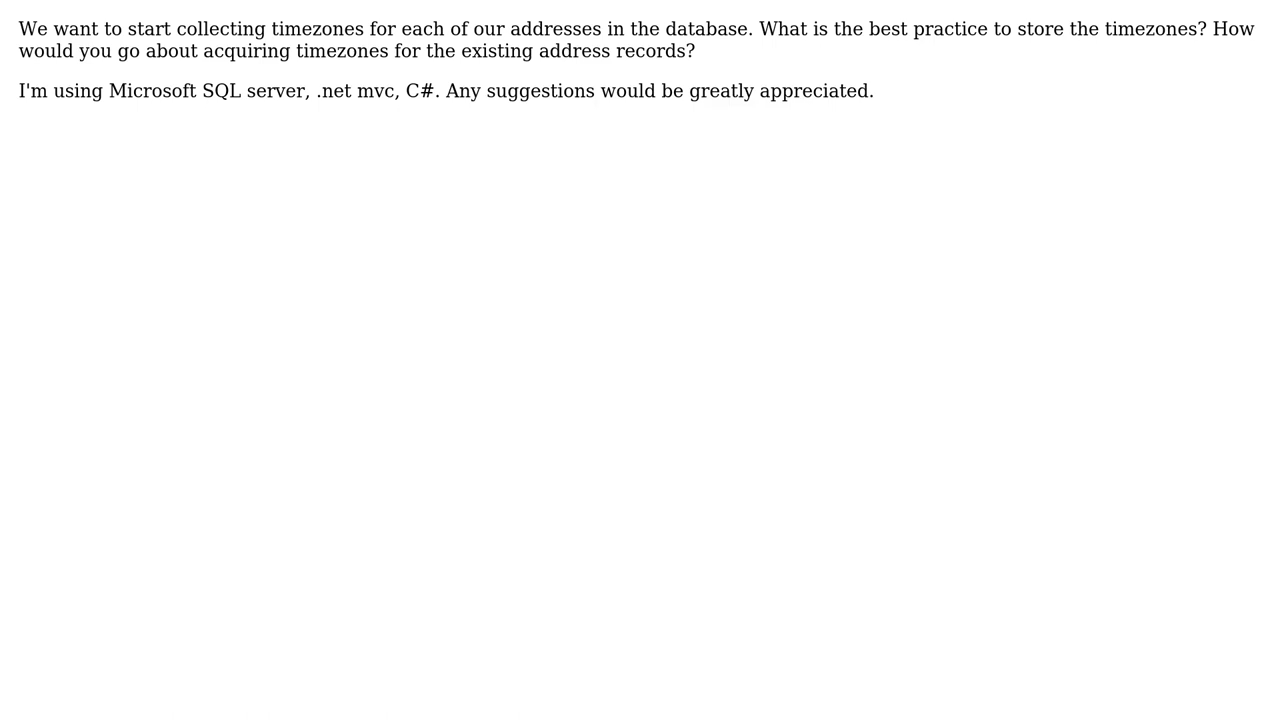 We want to start collecting timezones for each of our addresses in the database. What is the best practice to store the timezones? How
would you go about acquiring timezones for the existing address records?
I'm using Microsoft SQL server, .net mvc, C#. Any suggestions would be greatly appreciated.